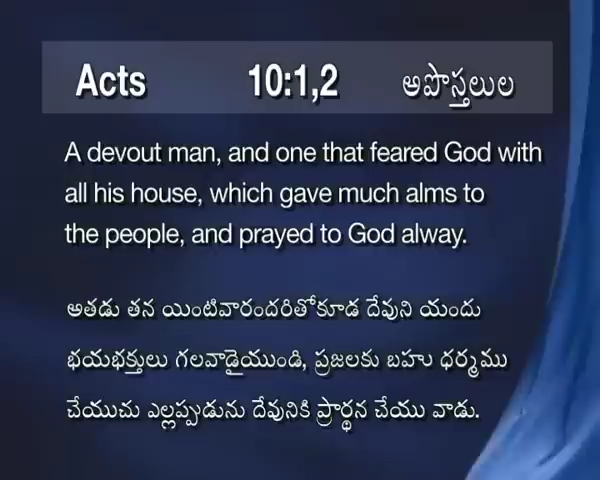 Acts 10:1,2 అపొస్తలుల
A devout man, and one that feared God with
all his house, which gave much alms to
the people, and prayed to God alway.
అతడు తన యింటివారందరితోకూడ దేవుని యందు
భయభక్తులు గలవాడైయుండి, ప్రజలకు బహు ధర్మము
చేయుచు ఎల్లప్పుడును దేవునికి ప్రార్థన చేయు వాడు.